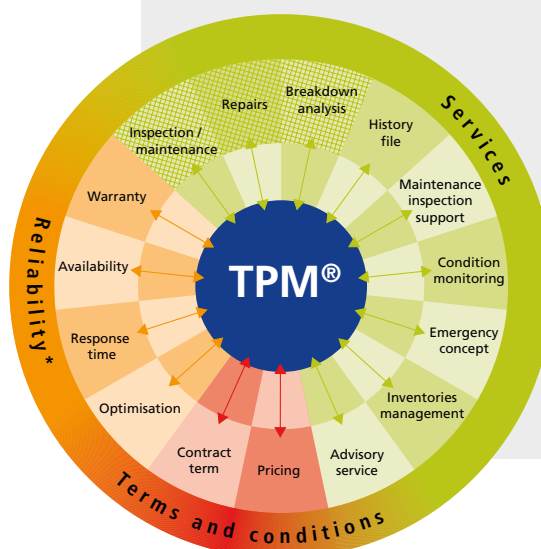 TPM®
Services
Repairs
Breakdown
analysis
History
file
Maintenance
inspection
support
Condition
monitoring
Emergency
concept
Inventories
management
Advisory
service
Terms and conditions
Pricing
Contract
term
Reliability*
Optimisation
Response
time
Availability
Warranty
Inspection /
maintenance